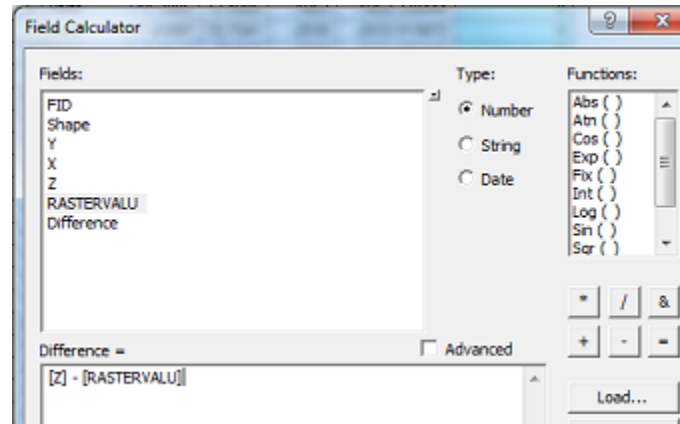 Field Calculator
Fields:
FID
Shape
Y
X
Z
RASTERVALU
Difference
Type:
Number
String
Date
Functions:
Abs ( )
Atn ( )
Cos ( )
Exp ( )
Fix ( )
Int ( )
Log ( )
Sin ( )
Sqr ( )
* / &
+ - =
Difference =
Advanced
[Z] - [RASTERVALU]
Load...